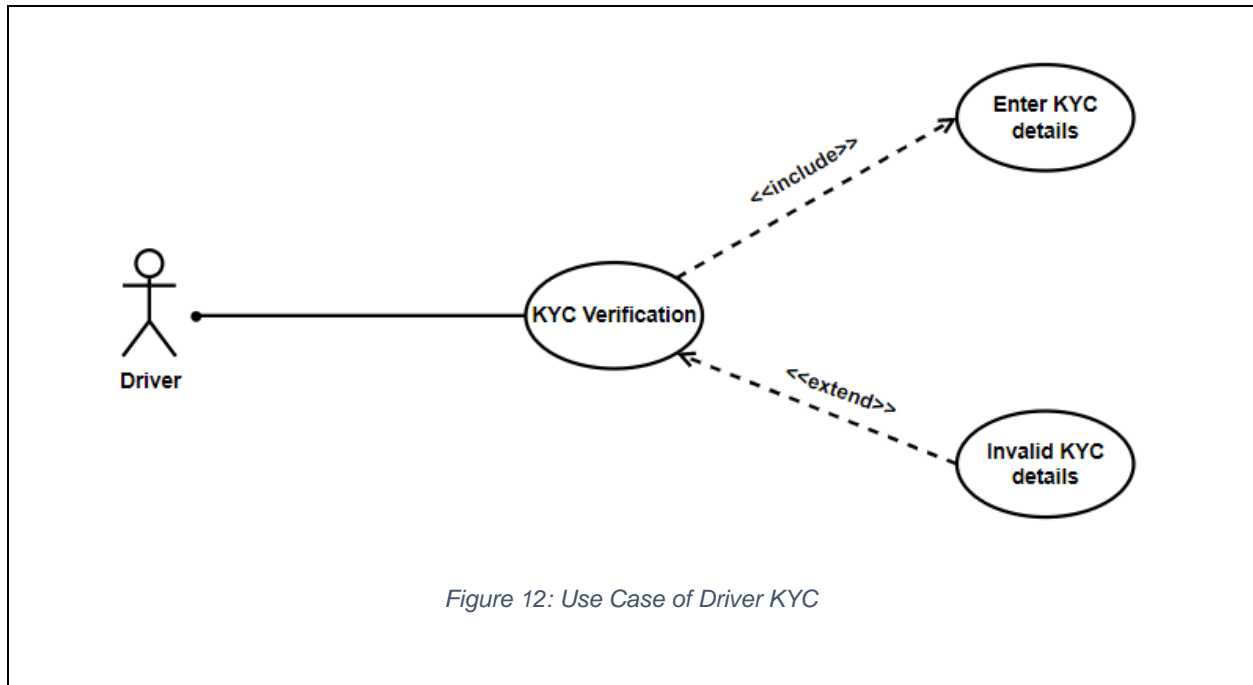 Enter KYC
details
<<include>>
KYC Verification
Driver
<<extend>>
Invalid KYC
details
Figure 12: Use Case of Driver KYC